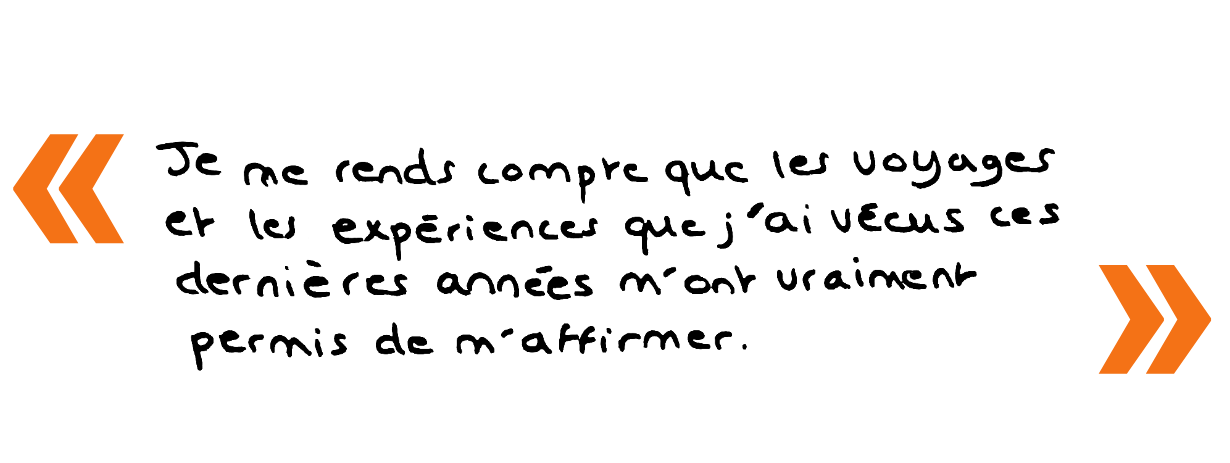 « Je me rends compte que les voyages
et les expériences que j'ai vécus ces
dernières années m'ont vraiment
permis de m'affirmer. »